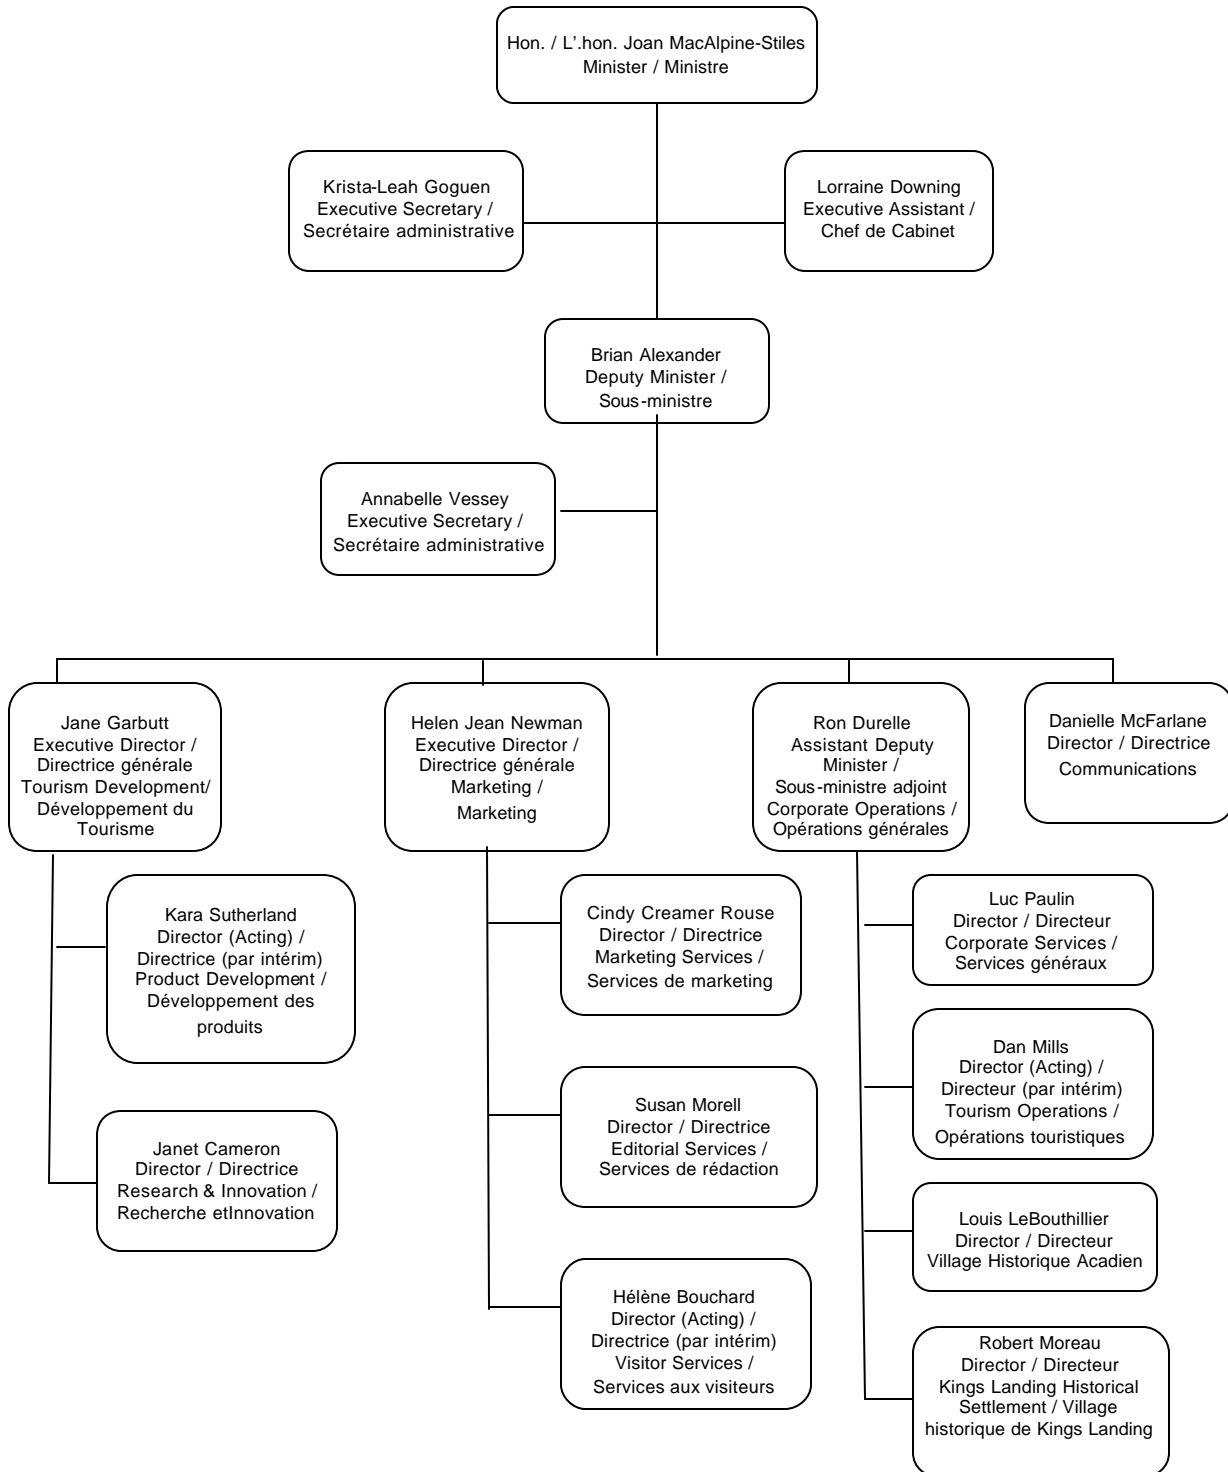 Hon. / L'.hon. Joan MacAlpine-Stiles
Minister / Ministre
Krista-Leah Goguen
Executive Secretary /
Secrétaire administrative
Lorraine Downing
Executive Assistant /
Chef de Cabinet
Brian Alexander
Deputy Minister /
Sous-ministre
Annabelle Vessey
Executive Secretary /
Secrétaire administrative
Jane Garbutt
Executive Director /
Directrice générale
Tourism Development/
Développement du
Tourisme
Helen Jean Newman
Executive Director /
Directrice générale
Marketing /
Marketing
Ron Durelle
Assistant Deputy
Minister /
Sous-ministre adjoint
Corporate Operations /
Opérations générales
Danielle McFarlane
Director / Directrice
Communications
Kara Sutherland
Director (Acting) /
Directrice (par intérim)
Product Development /
Développement des
produits
Janet Cameron
Director / Directrice
Research & Innovation /
Recherche etInnovation
Cindy Creamer Rouse
Director / Directrice
Marketing Services /
Services de marketing
Susan Morell
Director / Directrice
Editorial Services /
Services de rédaction
Hélène Bouchard
Director (Acting) /
Directrice (par intérim)
Visitor Services /
Services aux visiteurs
Luc Paulin
Director / Directeur
Corporate Services /
Services généraux
Dan Mills
Director (Acting) /
Directeur (par intérim)
Tourism Operations /
Opérations touristiques
Louis LeBouthillier
Director / Directeur
Village Historique Acadien
Robert Moreau
Director / Directeur
Kings Landing Historical
Settlement / Village
historique de Kings Landing